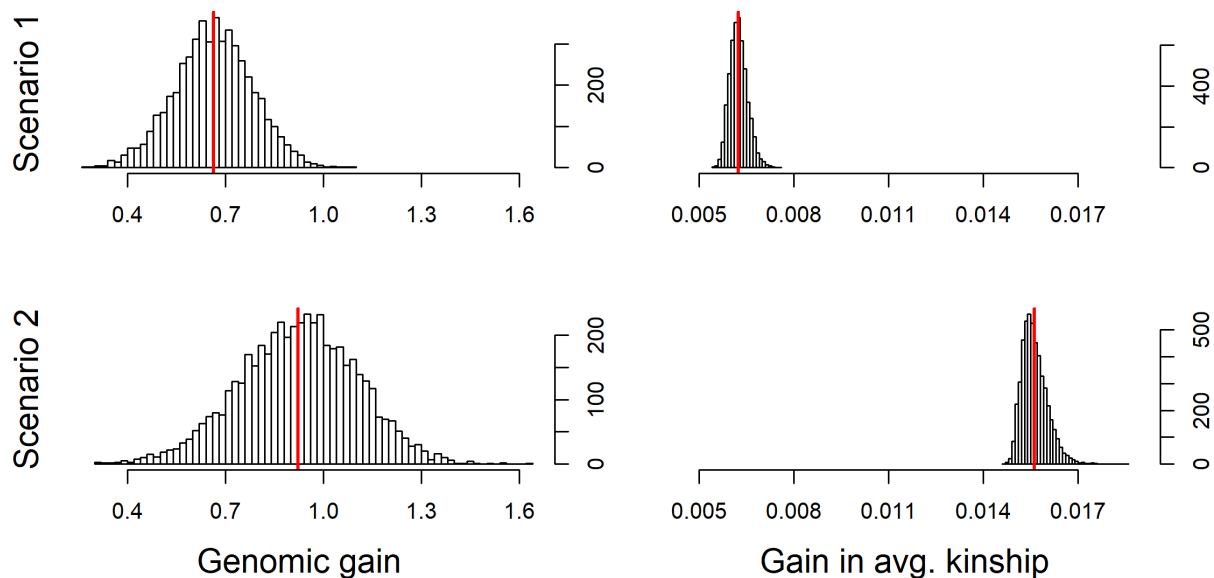 Scenario 1
0 200
0.4 0.7 1.0 1.3 1.6
0 400
0.005 0.008 0.011 0.014 0.017
Scenario 2
0 100 200
0.4 0.7 1.0 1.3 1.6
Genomic gain
0 200 500
0.005 0.008 0.011 0.014 0.017
Gain in avg. kinship